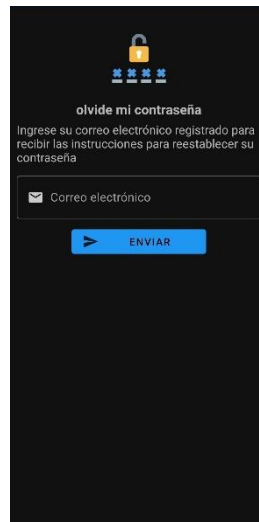 olvide mi contraseña
Ingrese su correo electrónico registrado para
recibir las instrucciones para reestablecer su
contraseña
Correo electrónico
ENVIAR